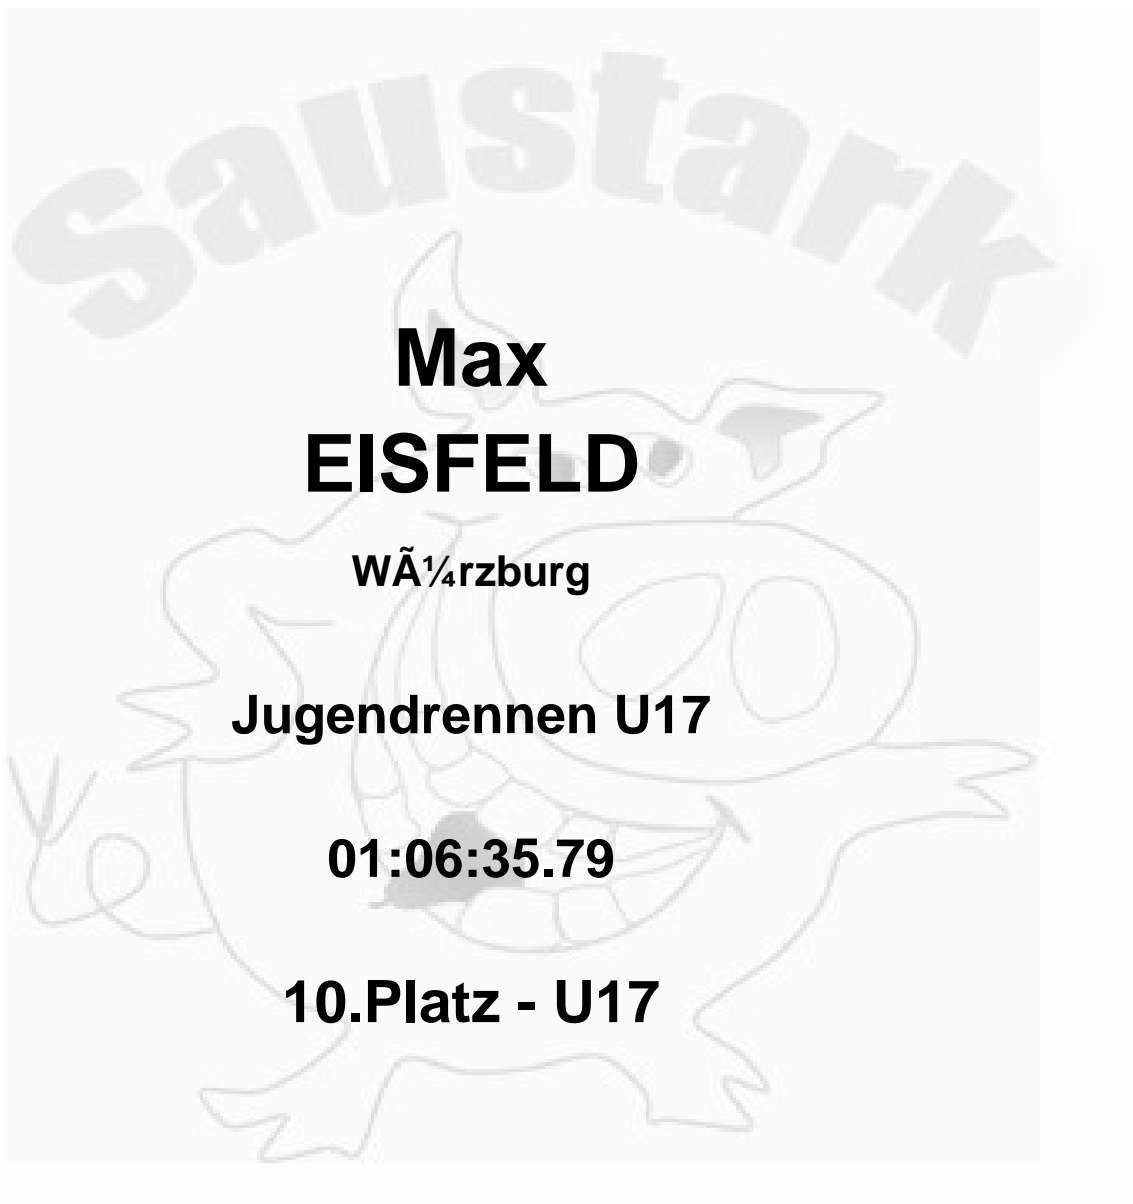 Saustark
Max
EISFELD
WÃ¼rzburg
Jugendrennen U17
01:06:35.79
10.Platz - U17